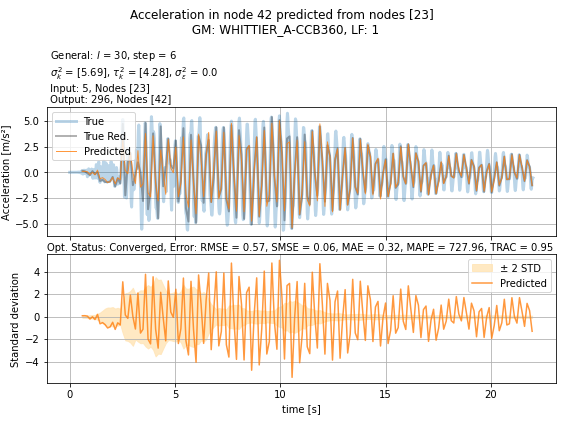 Acceleration in node 42 predicted from nodes [23]
GM: WHITTIER_A-CCB360, LF: 1
General: l = 30, step = 6
σ²ₖ = [5.69], τ²ₖ = [4.28], σ²ε = 0.0
Input: 5, Nodes [23]
Output: 296, Nodes [42]
Acceleration [m/s²]
5.0
2.5
0.0
−2.5
−5.0
True
True Red.
Predicted
Opt. Status: Converged, Error: RMSE = 0.57, SMSE = 0.06, MAE = 0.32, MAPE = 727.96, TRAC = 0.95
Standard deviation
4
2
0
−2
−4
± 2 STD
Predicted
0 5 10 15 20
time [s]